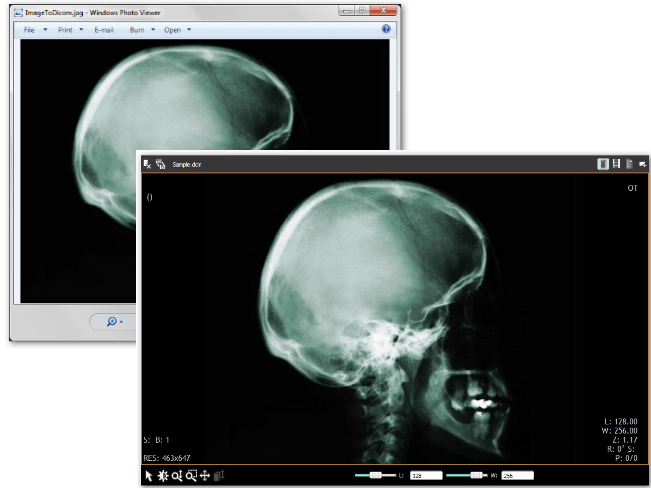 ImageToDicom.jpg - Windows Photo Viewer
File Print E-mail Burn Open
Sample.dcm
()
OT
L: 128.00
W: 256.00
Z: 1.17
R: 0° S:
P: 0/0
S: B: 1
RES: 463x647
L: 128 W: 256